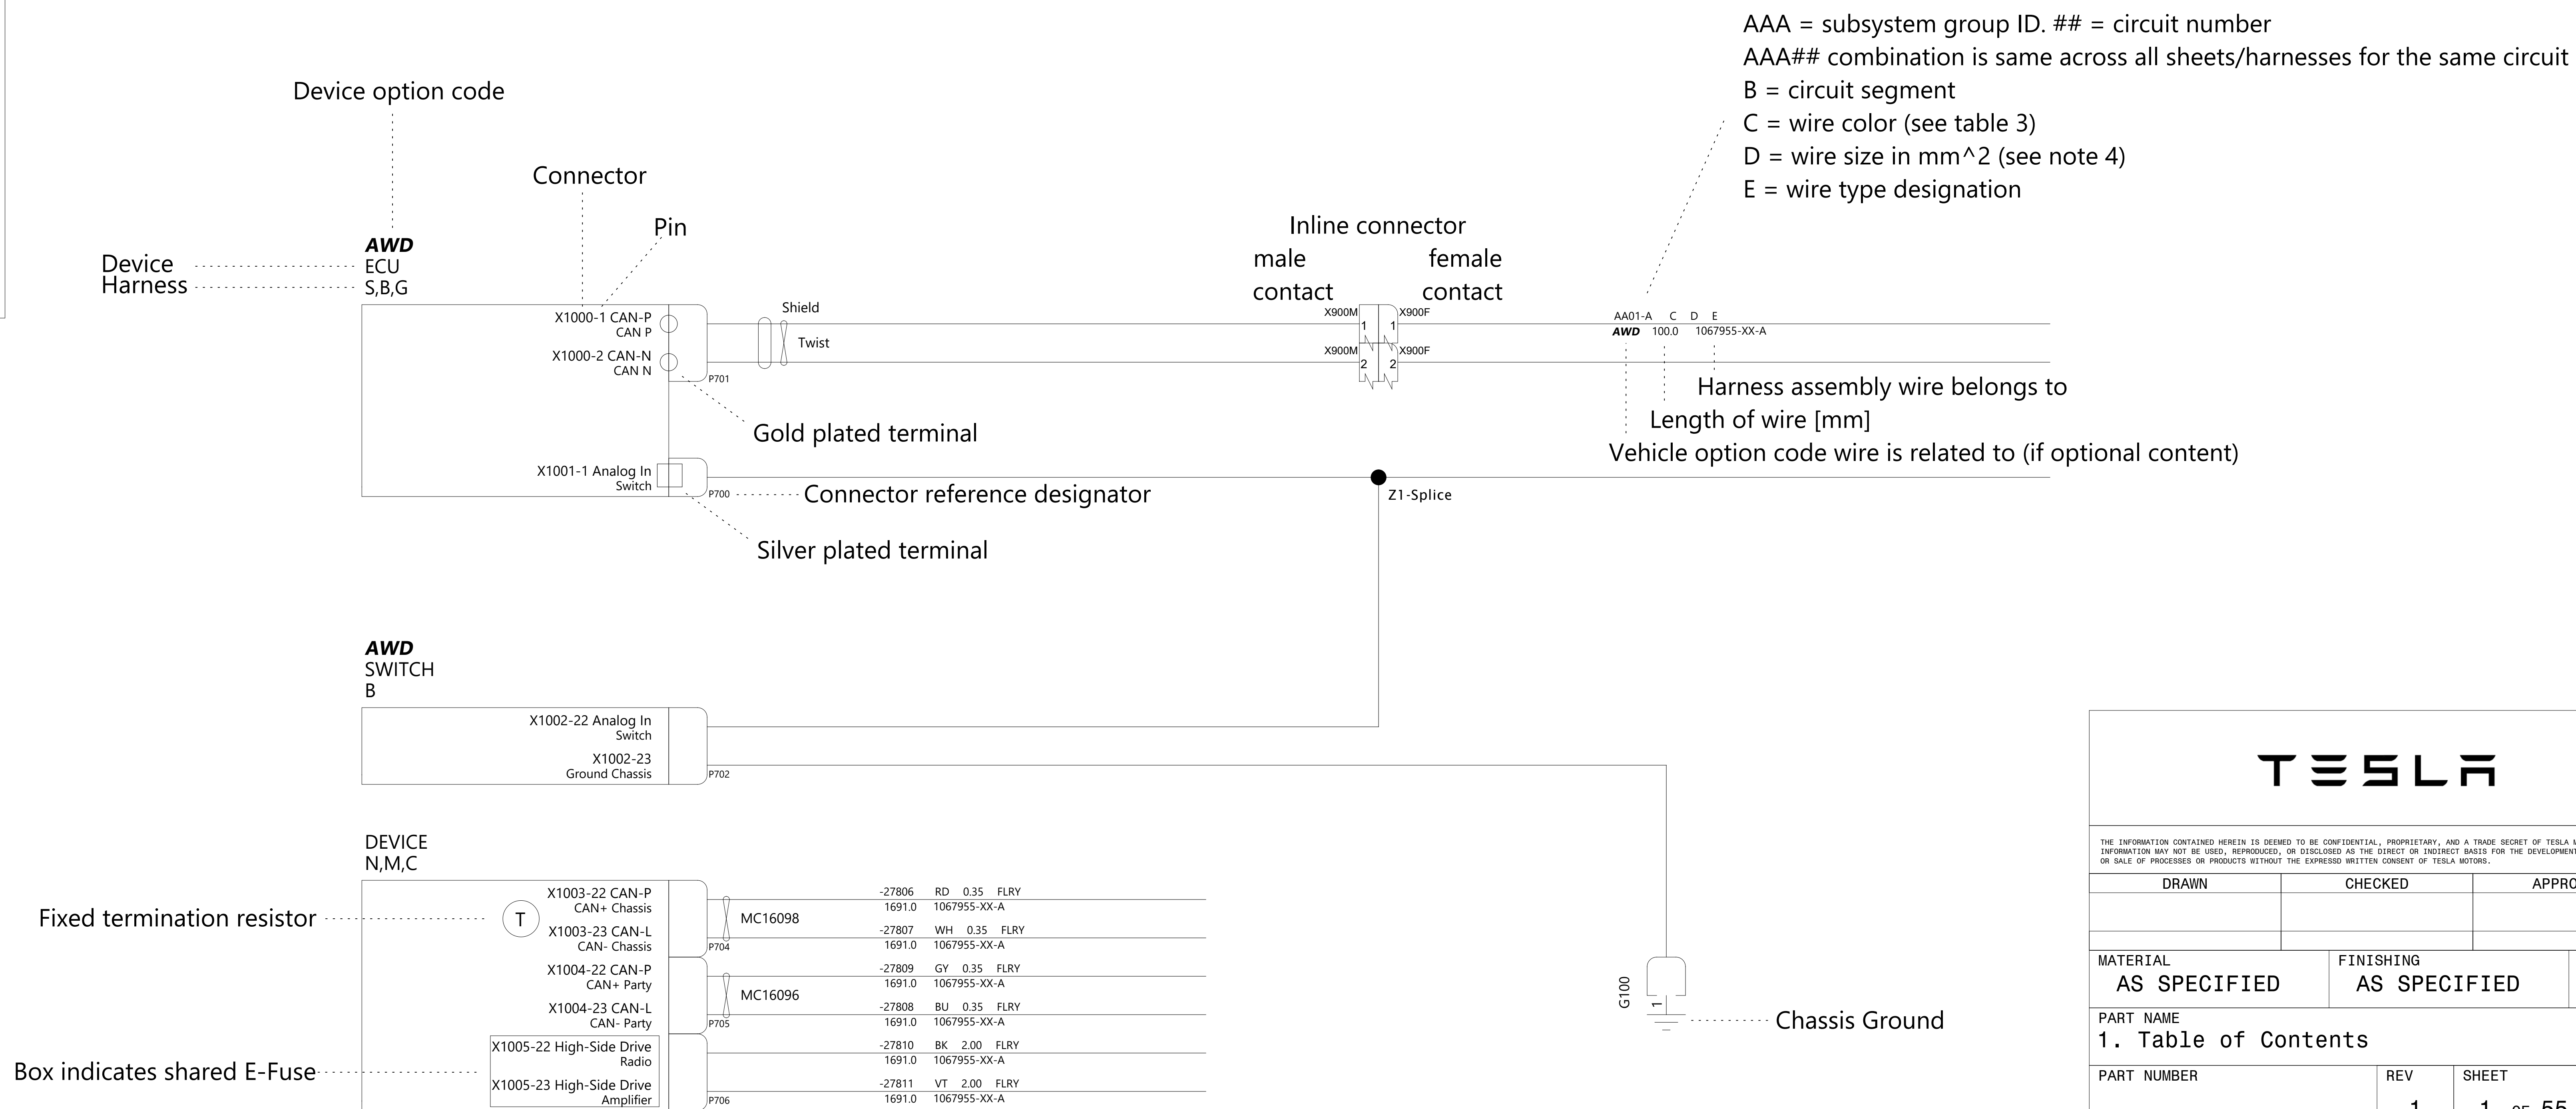 AAA = subsystem group ID. ## = circuit number
AAA## combination is same across all sheets/harnesses for the same circuit
B = circuit segment
C = wire color (see table 3)
D = wire size in mm^2 (see note 4)
E = wire type designation
Device option code
Connector
Pin
AWD
Device
ECU
Harness
S,B,G
Inline connector
male contact
female contact
X1000-1 CAN-P
CAN P
X1000-2 CAN-N
CAN N
P701
Shield
Twist
X900M
1
1
X900F
X900M
2
2
X900F
AA01-A C D E
AWD 100.0 1067955-XX-A
Harness assembly wire belongs to
Length of wire [mm]
Vehicle option code wire is related to (if optional content)
Gold plated terminal
X1001-1 Analog In
Switch
P700
Connector reference designator
Z1-Splice
Silver plated terminal
AWD
SWITCH
B
X1002-22 Analog In
Switch
X1002-23
Ground Chassis
P702
DEVICE
N,M,C
Fixed termination resistor
T
X1003-22 CAN-P
CAN+ Chassis
X1003-23 CAN-L
CAN- Chassis
P704
MC16098
-27806 RD 0.35 FLRY
1691.0 1067955-XX-A
-27807 WH 0.35 FLRY
1691.0 1067955-XX-A
X1004-22 CAN-P
CAN+ Party
X1004-23 CAN-L
CAN- Party
P705
MC16096
-27809 GY 0.35 FLRY
1691.0 1067955-XX-A
-27808 BU 0.35 FLRY
1691.0 1067955-XX-A
Box indicates shared E-Fuse
X1005-22 High-Side Drive
Radio
X1005-23 High-Side Drive
Amplifier
P706
-27810 BK 2.00 FLRY
1691.0 1067955-XX-A
-27811 VT 2.00 FLRY
1691.0 1067955-XX-A
G100
1
Chassis Ground
TESLA
THE INFORMATION CONTAINED HEREIN IS DEEMED TO BE CONFIDENTIAL, PROPRIETARY, AND A TRADE SECRET OF TESLA M
INFORMATION MAY NOT BE USED, REPRODUCED, OR DISCLOSED AS THE DIRECT OR INDIRECT BASIS FOR THE DEVELOPMENT
OR SALE OF PROCESSES OR PRODUCTS WITHOUT THE EXPRESSD WRITTEN CONSENT OF TESLA MOTORS.
DRAWN CHECKED APPRO
MATERIAL FINISHING
AS SPECIFIED AS SPECIFIED
PART NAME
1. Table of Contents
PART NUMBER REV SHEET
1 1 OF 55